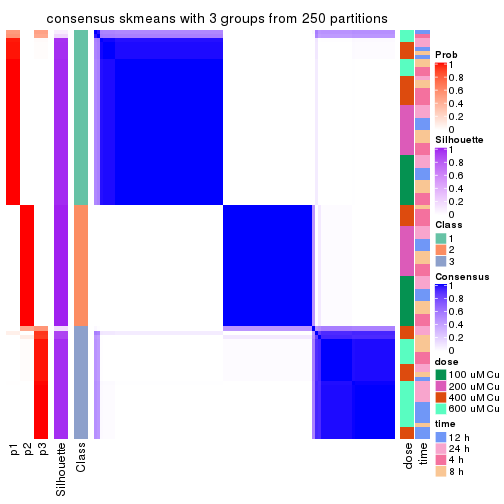 consensus skmeans with 3 groups from 250 partitions
Prob
1
0.8
0.6
0.4
0.2
0
Silhouette
1
0.8
0.6
0.4
0.2
0
Class
1
2
3
Consensus
1
0.8
0.6
0.4
0.2
0
dose
100 uM Cu
200 uM Cu
400 uM Cu
600 uM Cu
time
12 h
24 h
4 h
8 h
p1
p2
p3
Silhouette
Class
dose
time